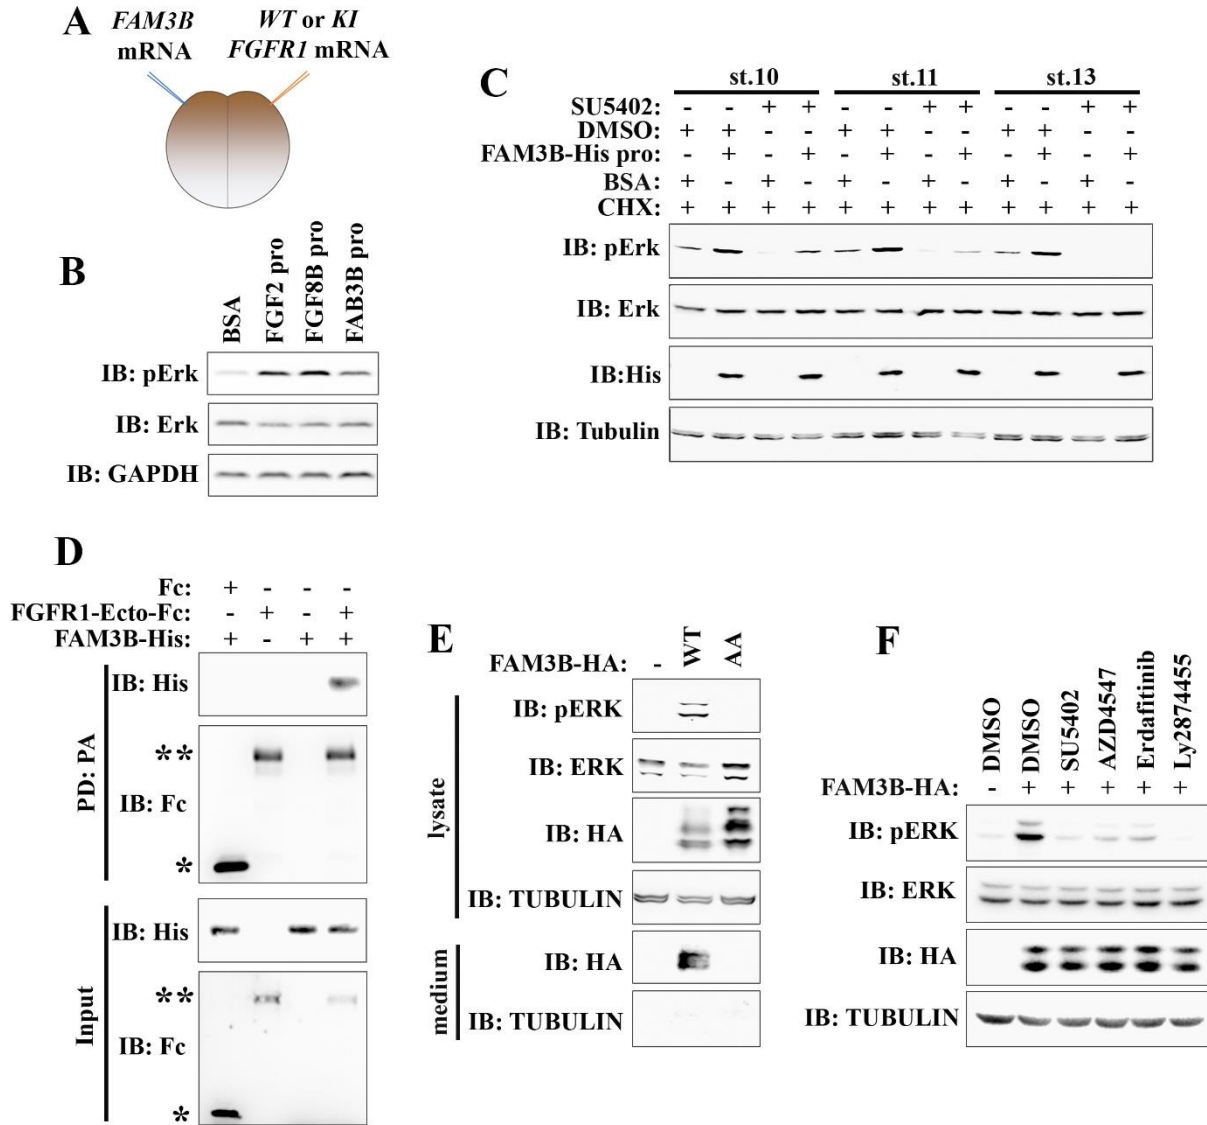 A
FAM3B
mRNA
WT or KI
FGFR1 mRNA
B
BSA
FGF2 pro
FGF8B pro
FAB3B pro
IB: pErk
IB: Erk
IB: GAPDH
C
st.10 st.11 st.13
SU5402: - - + + - - + + - - + +
DMSO: + + - - + + - - + + - -
FAM3B-His pro: - + - + - + - + - + - +
BSA: + - + - + - + - + - + -
CHX: + + + + + + + + + + + +
IB: pErk
IB: Erk
IB:His
IB: Tubulin
D
Fc: + - - -
FGFR1-Ecto-Fc: - + - +
FAM3B-His: + - + +
PD: PA
IB: His
**
IB: Fc
*
Input
IB: His
**
IB: Fc
*
E
FAM3B-HA: - WT AA
lysate
IB: pERK
IB: ERK
IB: HA
IB: TUBULIN
medium
IB: HA
IB: TUBULIN
F
DMSO
DMSO
SU5402
AZD4547
Erdafitinib
Ly2874455
FAM3B-HA: - + + + + +
IB: pERK
IB: ERK
IB: HA
IB: TUBULIN